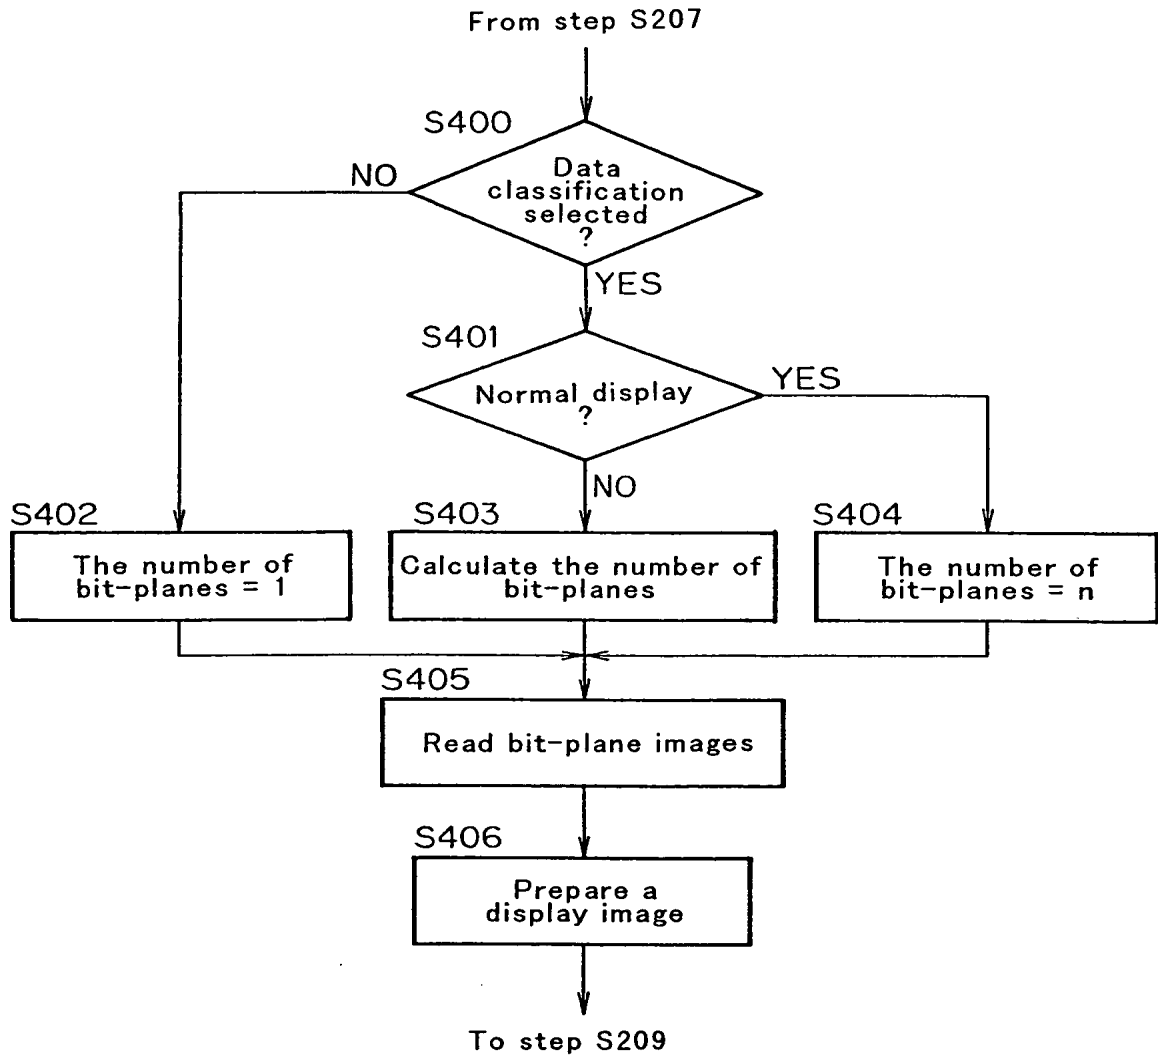 From step S207
S400
Data
classification
selected
?
NO
YES
S401
Normal display
?
YES
NO
S402
The number of
bit-planes = 1
S403
Calculate the number of
bit-planes
S404
The number of
bit-planes = n
S405
Read bit-plane images
S406
Prepare a
display image
To step S209